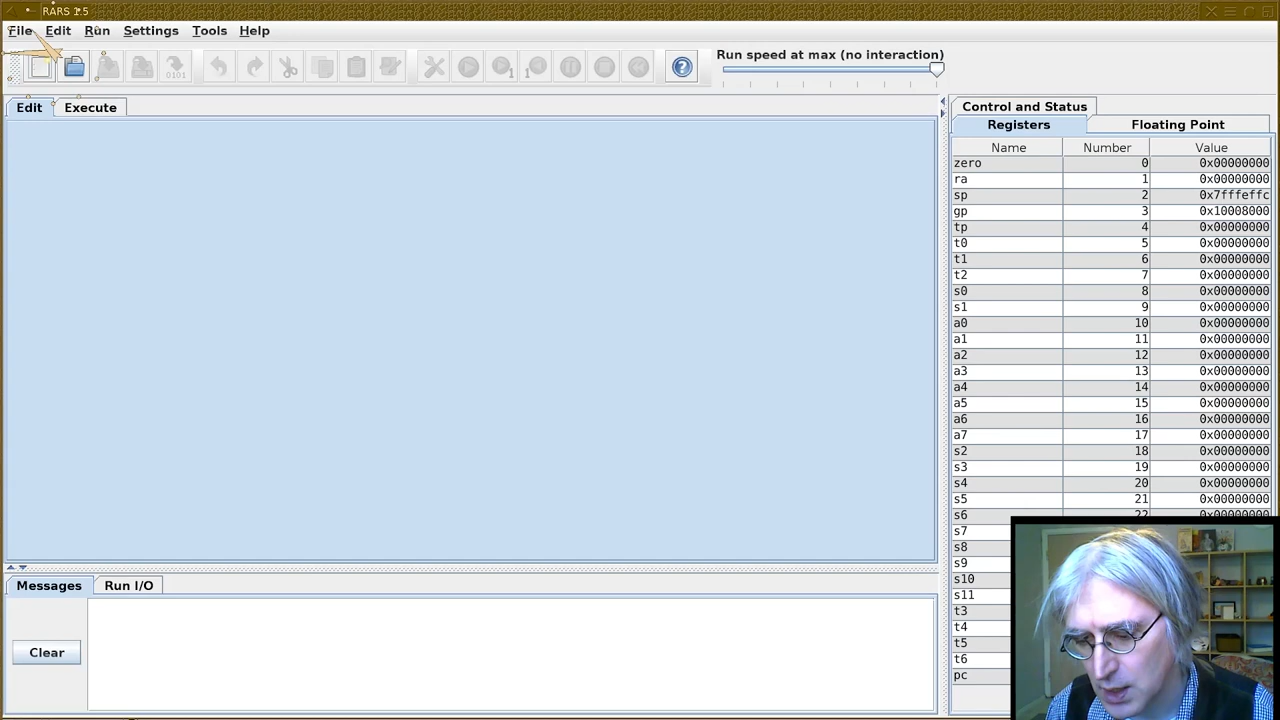 RARS 1.5
File Edit Run Settings Tools Help
0101 1 1 ?
Run speed at max (no interaction)
Edit Execute
Control and Status
Registers Floating Point
Name Number Value
zero 0 0x00000000
ra 1 0x00000000
sp 2 0x7fffeffc
gp 3 0x10008000
tp 4 0x00000000
t0 5 0x00000000
t1 6 0x00000000
t2 7 0x00000000
s0 8 0x00000000
s1 9 0x00000000
a0 10 0x00000000
a1 11 0x00000000
a2 12 0x00000000
a3 13 0x00000000
a4 14 0x00000000
a5 15 0x00000000
a6 16 0x00000000
a7 17 0x00000000
s2 18 0x00000000
s3 19 0x00000000
s4 20 0x00000000
s5 21 0x00000000
s6 22 0x00000000
s7
s8
s9
s10
s11
t3
t4
t5
t6
pc
Messages Run I/O
Clear